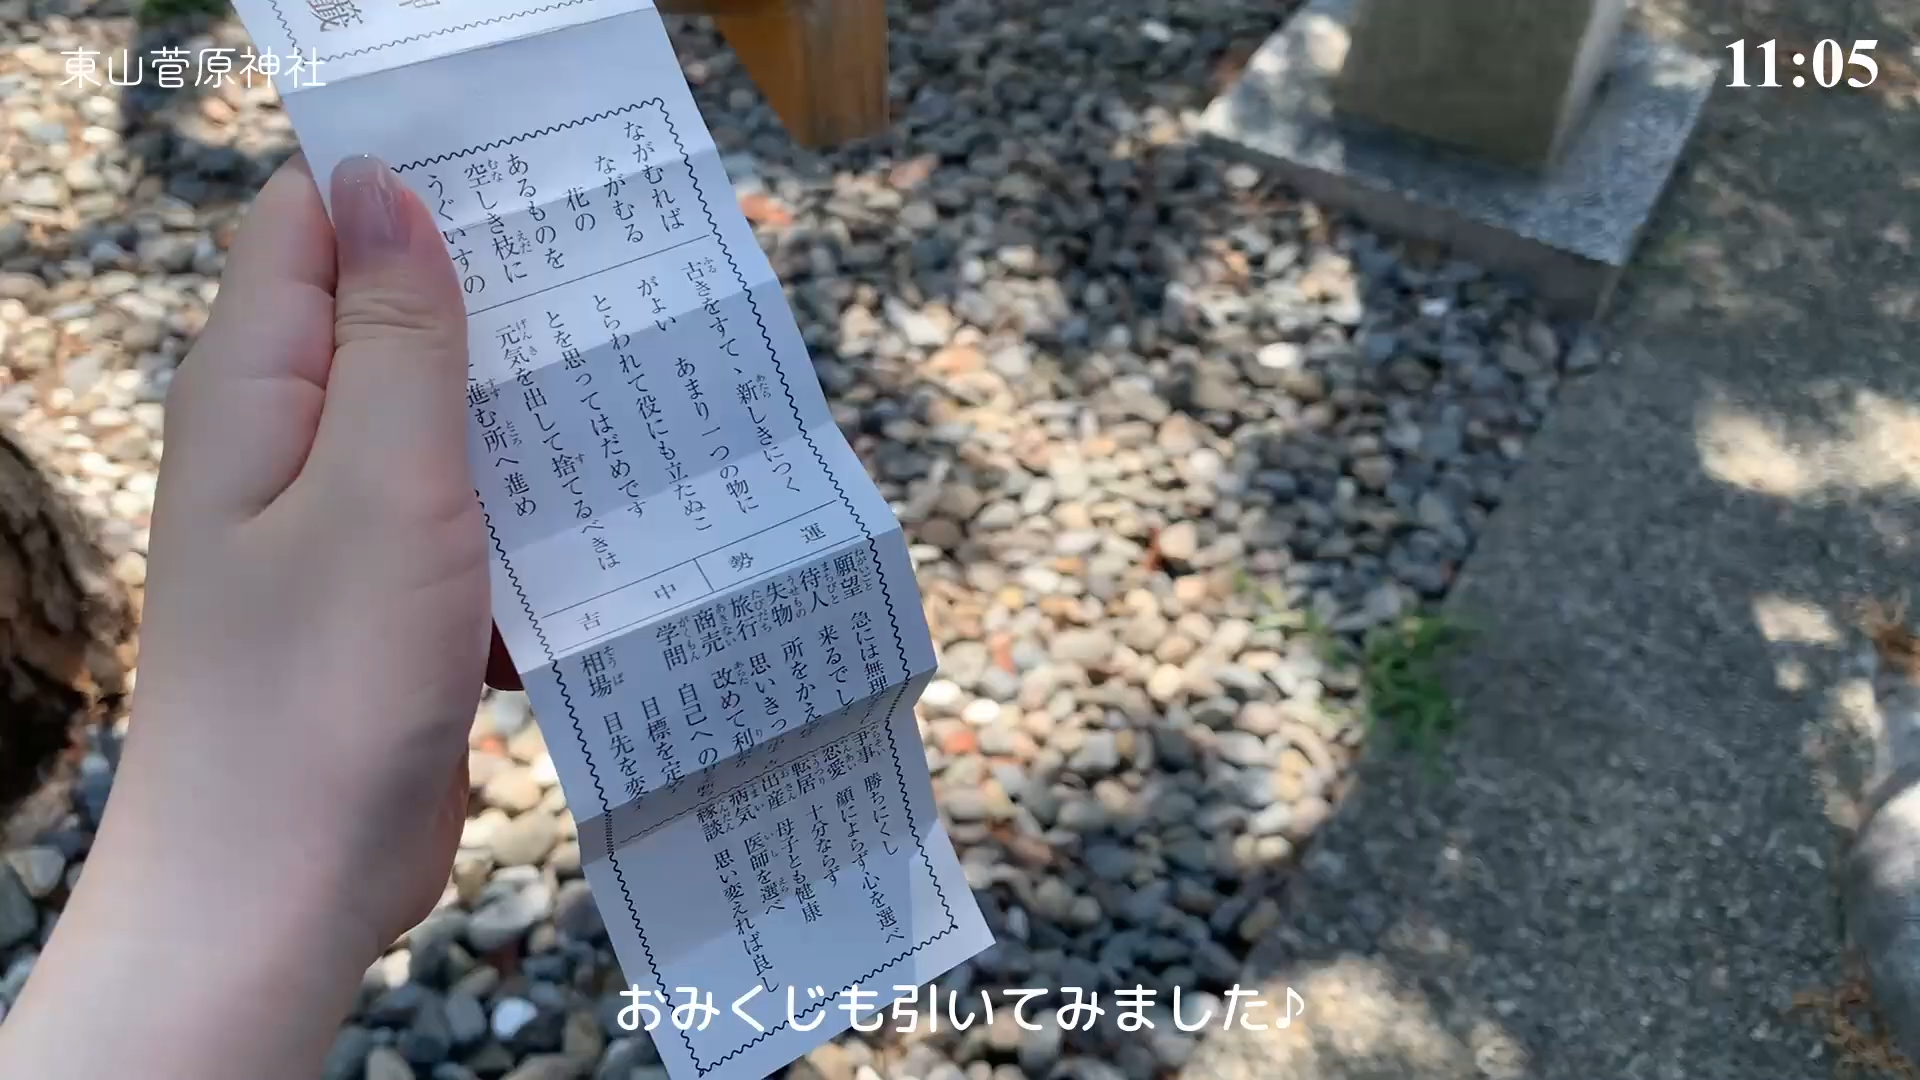 東山菅原神社
11:05
ながむれば
ながむる
花の
あるものを
空しき枝に
うぐいすの
古きをすて、新しきにつく
がよい あまり一つの物に
とらわれて役にも立たぬこ
とを思ってはだめです
元気を出して捨てるべきは
進む所へ進め
運勢
中吉
願望 急には無理
待人 来るでし
失物 所をかえ
旅行 思いきっ
商売 改めて利
学問 自己への
目標を定
相場 目先を変
争事 勝ちにくし
恋愛 顔によらず心を選べ
転居 十分ならず
出産 母子とも健康
病気 医師を選べ
縁談 思い変えれば良し
おみくじも引いてみました♪